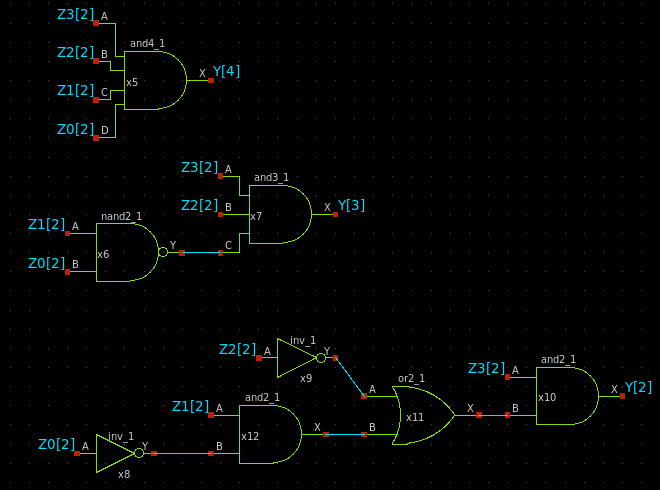 Z3[2] A
and4_1
Z2[2] B
x5 X Y[4]
Z1[2] C
Z0[2] D
Z3[2] A and3_1
Z2[2] B x7 X Y[3]
nand2_1
Z1[2] A
x6 Y C
Z0[2] B
inv_1
Z2[2] A Y
x9
and2_1
Z3[2] A
or2_1
A
X Y[2]
x10
and2_1
Z1[2] A
x11 X B
x12 X B
inv_1
Z0[2] A Y B
x8